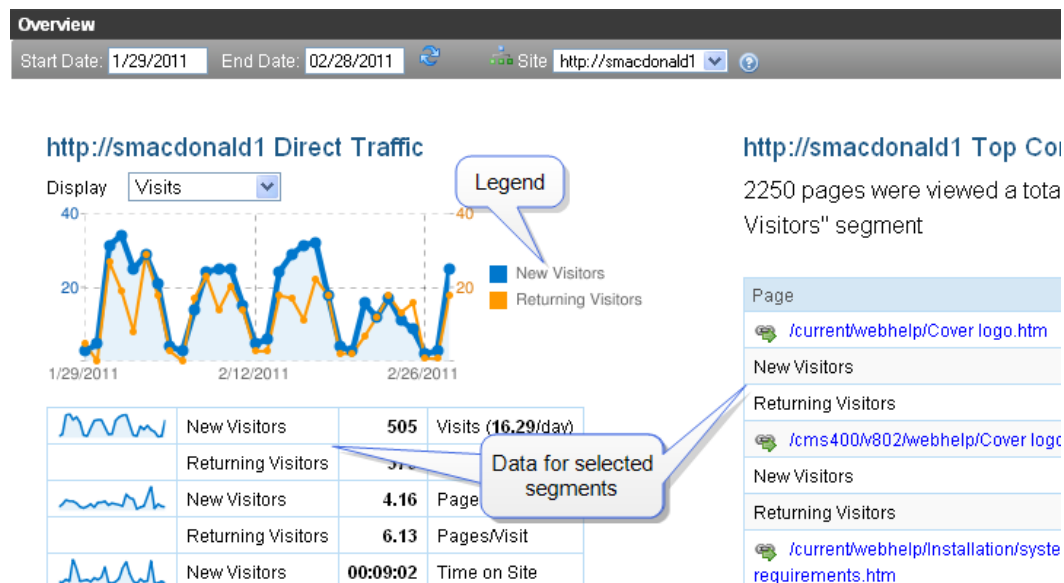 Overview
Start Date: 1/29/2011 End Date: 02/28/2011 Site http://smacdonald1
http://smacdonald1 Direct Traffic
Display Visits
Legend
40 40
20 20
1/29/2011 2/12/2011 2/26/2011
New Visitors
Returning Visitors
New Visitors 505 Visits (16.29/day)
Returning Visitors
New Visitors 4.16 Page
Returning Visitors 6.13 Pages/Visit
New Visitors 00:09:02 Time on Site
Data for selected
segments
http://smacdonald1 Top Co
2250 pages were viewed a tota
Visitors" segment
Page
/current/webhelp/Cover logo.htm
New Visitors
Returning Visitors
/cms400/v802/webhelp/Cover logo
New Visitors
Returning Visitors
/current/webhelp/Installation/syste
requirements.htm